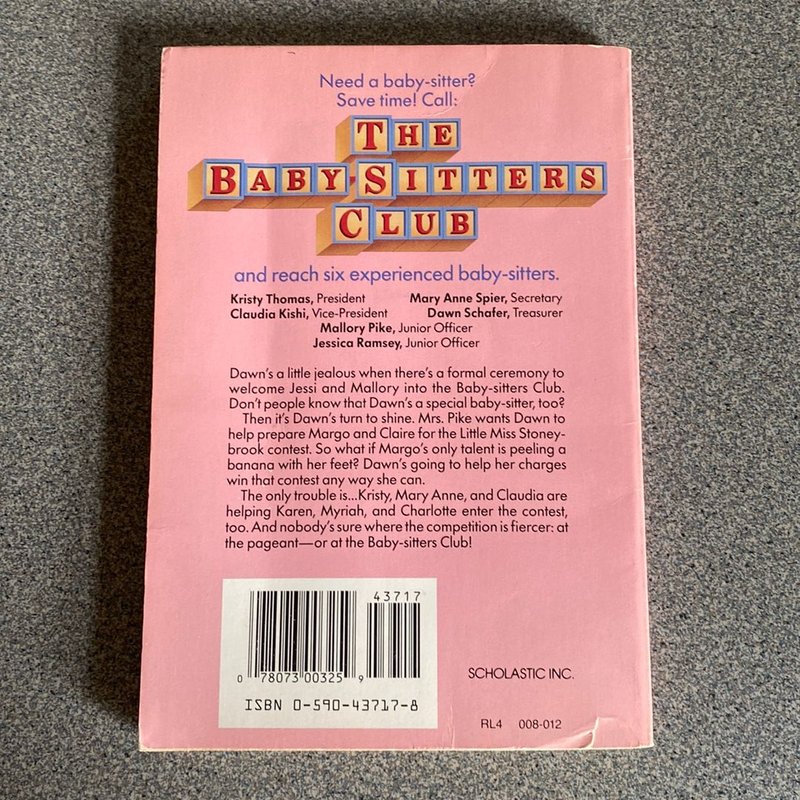 Need a baby-sitter?
Save time! Call:
THE
BABY-SITTERS
CLUB
and reach six experienced baby-sitters.
Kristy Thomas, President Mary Anne Spier, Secretary
Claudia Kishi, Vice-President Dawn Schafer, Treasurer
Mallory Pike, Junior Officer
Jessica Ramsey, Junior Officer
Dawn's a little jealous when there's a formal ceremony to
welcome Jessi and Mallory into the Baby-sitters Club.
Don't people know that Dawn's a special baby-sitter, too?
Then it's Dawn's turn to shine. Mrs. Pike wants Dawn to
help prepare Margo and Claire for the Little Miss Stoney-
brook contest. So what if Margo's only talent is peeling a
banana with her feet? Dawn's going to help her charges
win that contest any way she can.
The only trouble is...Kristy, Mary Anne, and Claudia are
helping Karen, Myriah, and Charlotte enter the contest,
too. And nobody's sure where the competition is fiercer: at
the pageant—or at the Baby-sitters Club!
43717
0 78073 00325 9
ISBN 0-590-43717-8
SCHOLASTIC INC.
RL4 008-012